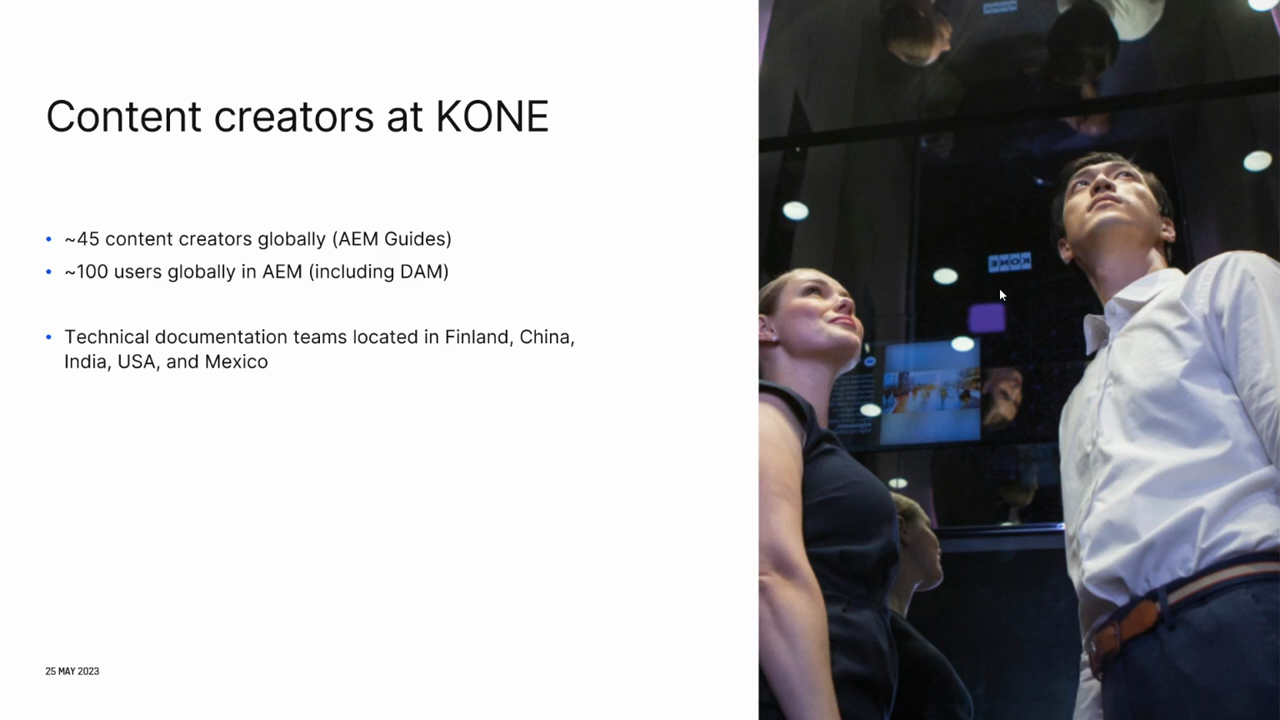 Content creators at KONE
• ~45 content creators globally (AEM Guides)
• ~100 users globally in AEM (including DAM)
• Technical documentation teams located in Finland, China,
India, USA, and Mexico
25 MAY 2023
KONE